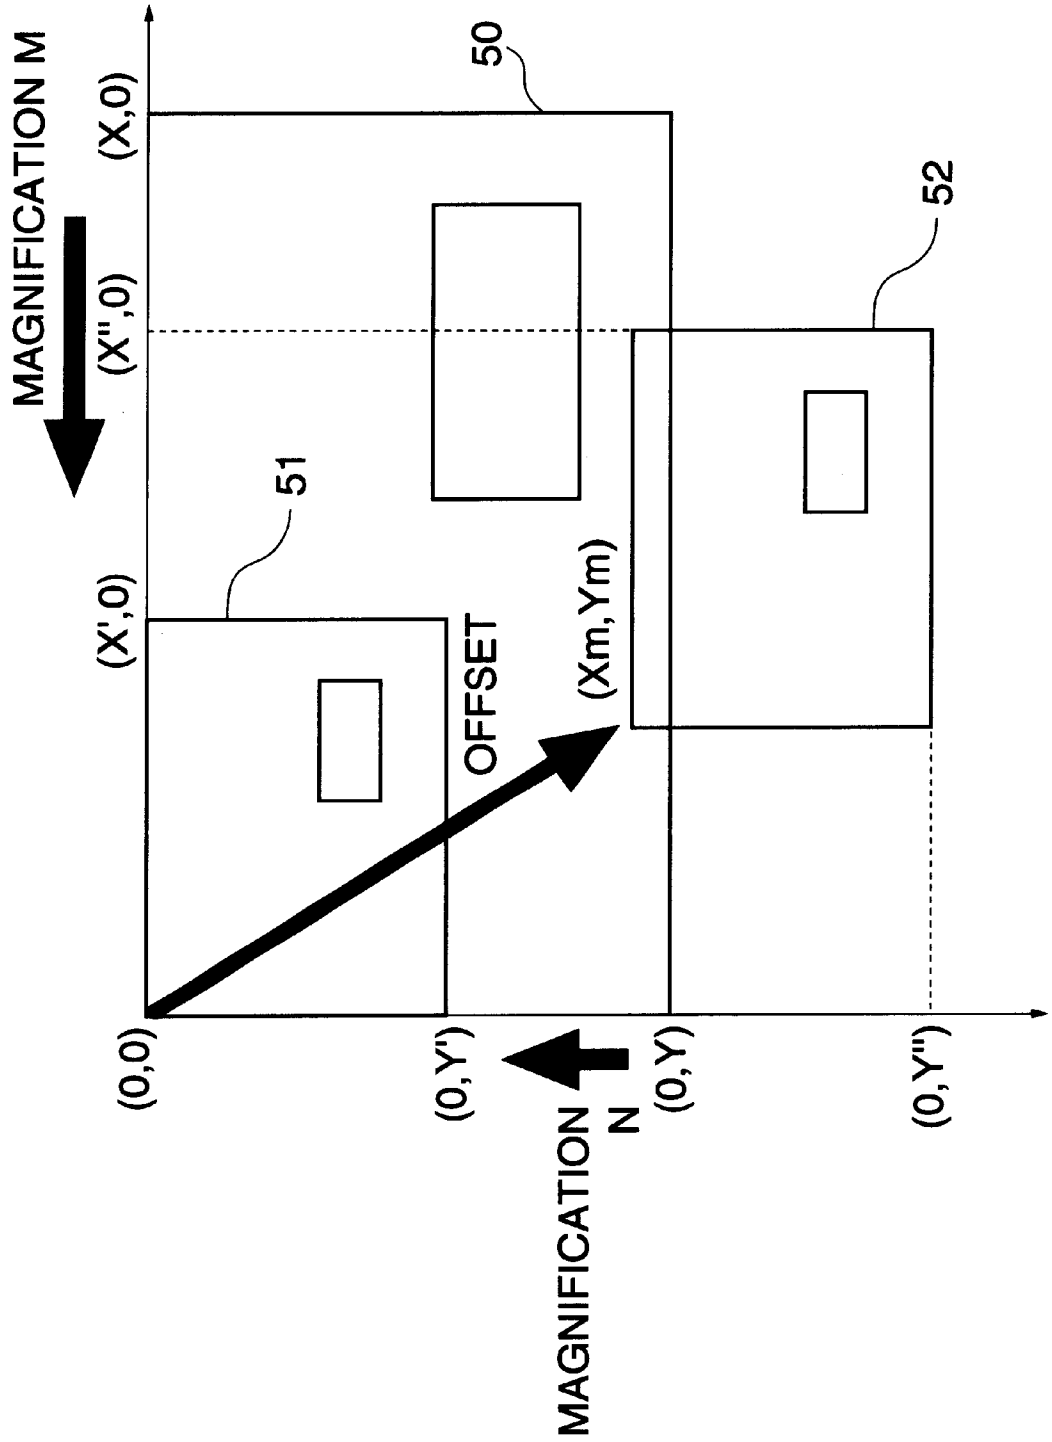 MAGNIFICATION M
(0,0)
(X',0)
(X'',0)
(X,0)
51
50
(0,Y')
OFFSET
MAGNIFICATION
N
(Xm,Ym)
(0,Y)
52
(0,Y'')